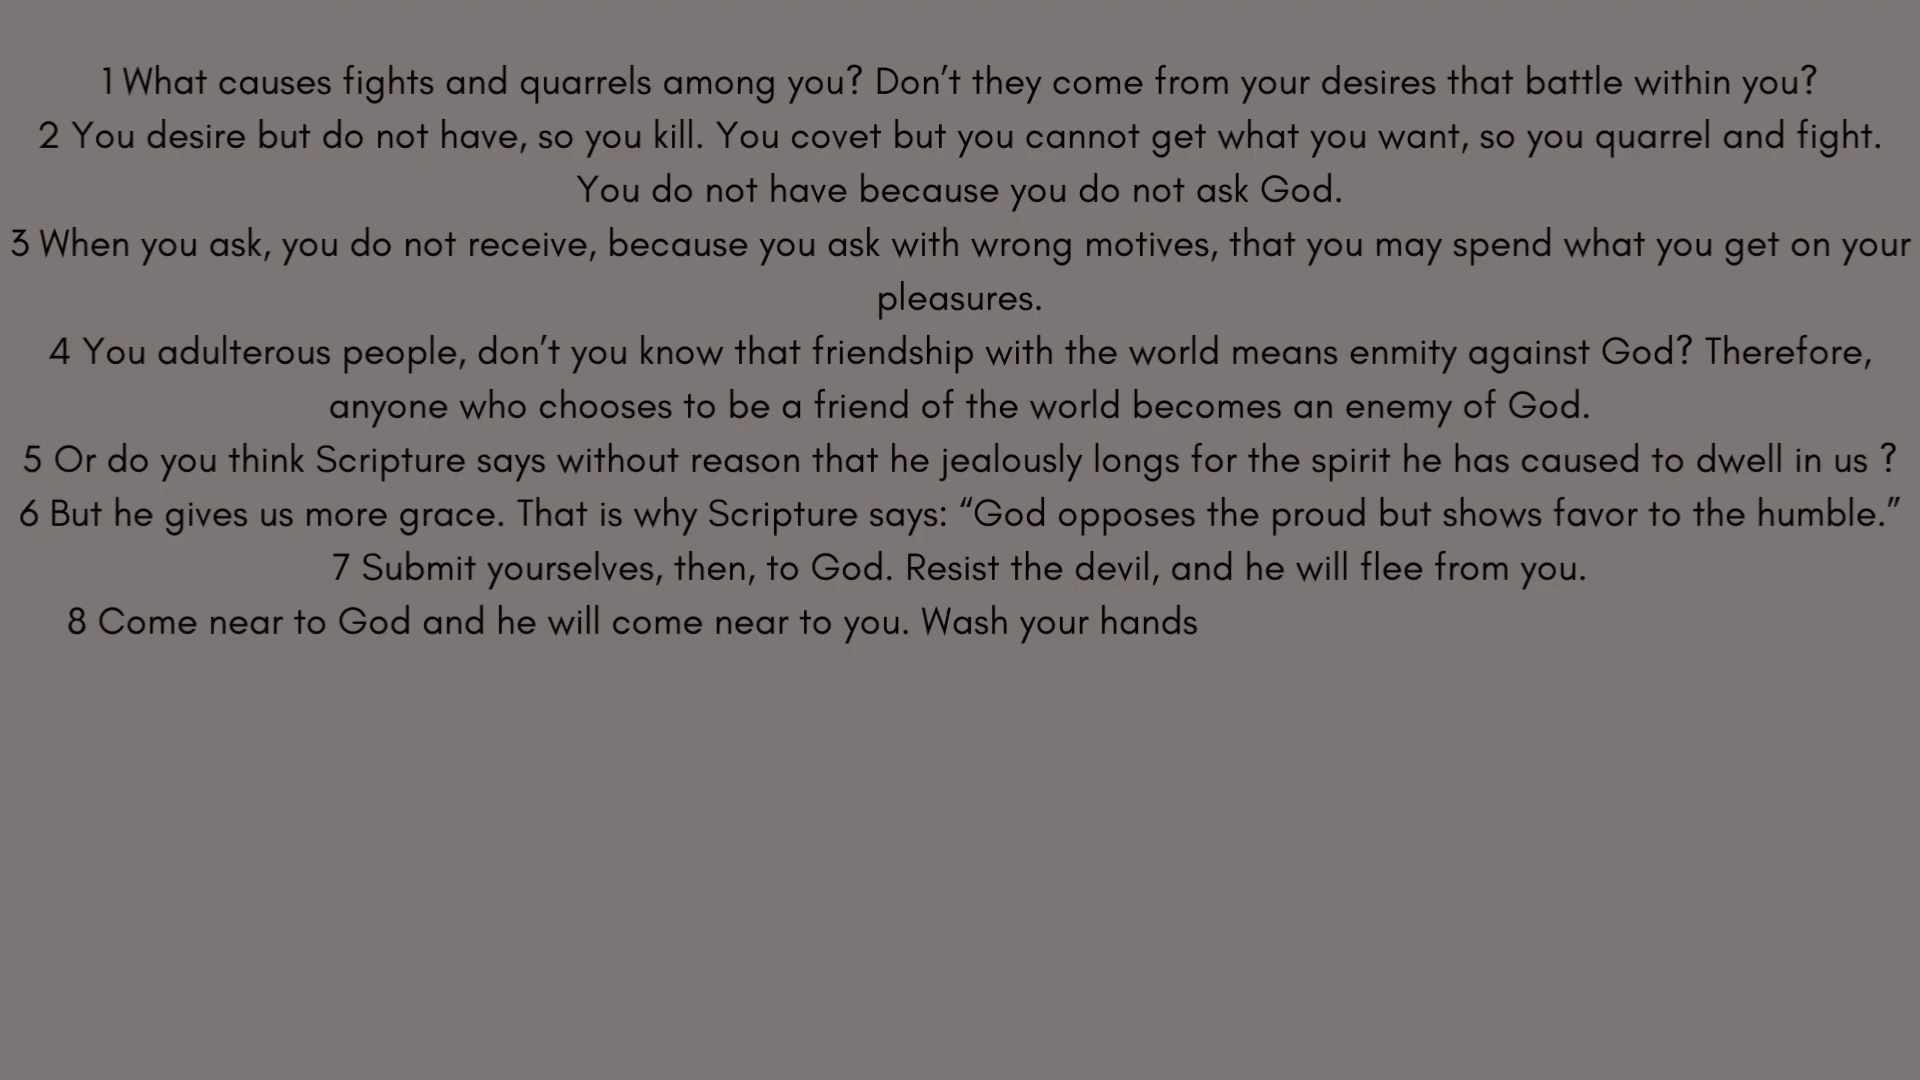 1 What causes fights and quarrels among you? Don’t they come from your desires that battle within you?
2 You desire but do not have, so you kill. You covet but you cannot get what you want, so you quarrel and fight.
You do not have because you do not ask God.
3 When you ask, you do not receive, because you ask with wrong motives, that you may spend what you get on your
pleasures.
4 You adulterous people, don’t you know that friendship with the world means enmity against God? Therefore,
anyone who chooses to be a friend of the world becomes an enemy of God.
5 Or do you think Scripture says without reason that he jealously longs for the spirit he has caused to dwell in us ?
6 But he gives us more grace. That is why Scripture says: “God opposes the proud but shows favor to the humble.”
7 Submit yourselves, then, to God. Resist the devil, and he will flee from you.
8 Come near to God and he will come near to you. Wash your hands